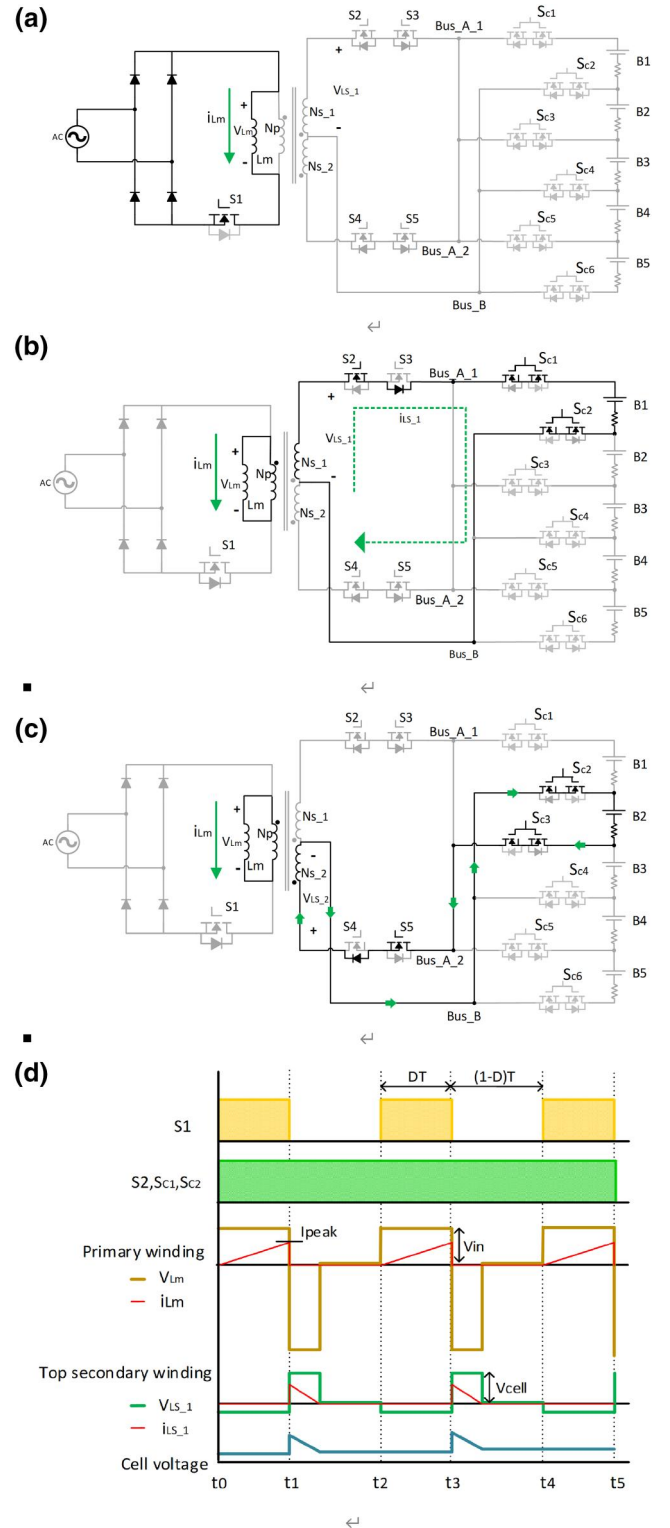 (a)
S2 S3 Bus_A_1 Sc1
+ B1
Sc2
VLS_1
iLm + Ns_1 B2
AC VLm Np Sc3
- - B3
Lm Ns_2 Sc4
S1 B4
S4 S5 Sc5
Bus_A_2 B5
Sc6
Bus_B
(b)
S2 S3 Bus_A_1 Sc1
+ iLS_1 B1
VLS_1 Sc2
iLm + Ns_1 B2
AC VLm Np - Sc3
Lm B3
- Ns_2 Sc4
S1 B4
S4 S5 Sc5
Bus_A_2 B5
Sc6
Bus_B
(c)
S2 S3 Bus_A_1 Sc1
B1
Sc2
iLm + Ns_1 B2
AC VLm Np Sc3
Lm - B3
- Ns_2 Sc4
VLS_2
S1 + B4
S4 S5 Sc5
Bus_A_2 B5
Sc6
Bus_B
(d)
DT (1-D)T
S1
S2,SC1,SC2
Ipeak
Primary winding Vin
VLm
iLm
Top secondary winding
Vcell
VLS_1
iLS_1
Cell voltage
t0 t1 t2 t3 t4 t5